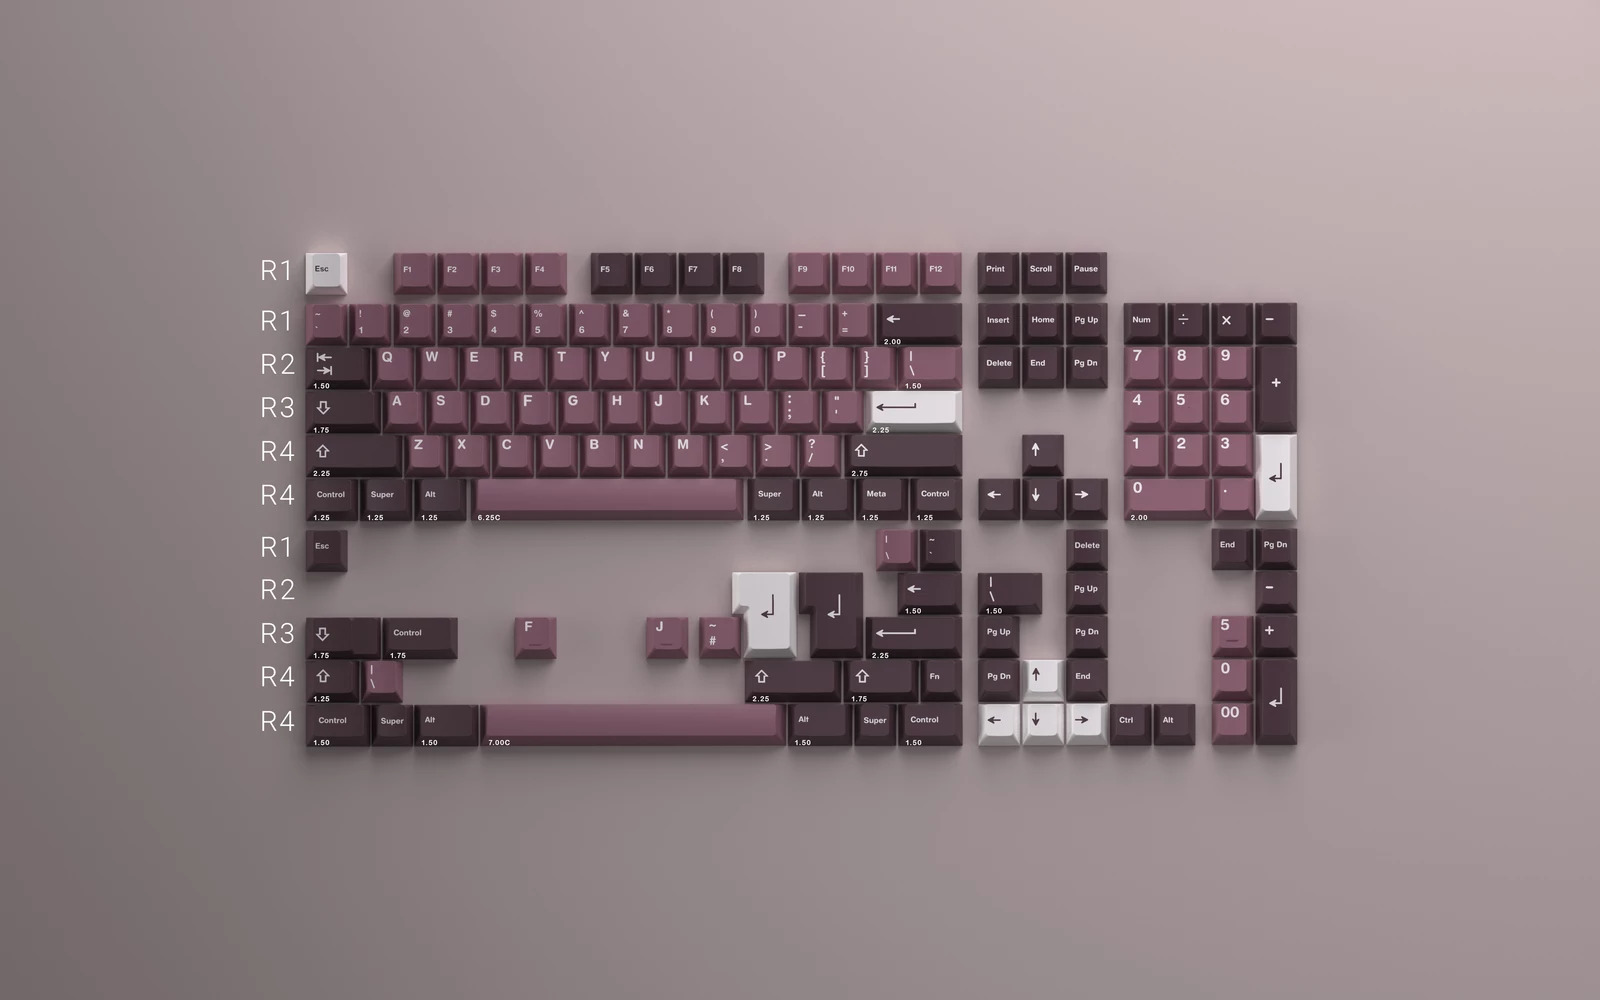 R1 Esc F1 F2 F3 F4 F5 F6 F7 F8 F9 F10 F11 F12 Print Scroll Pause
~ ! @ # $ % ^ & * ( ) — +
R1 ` 1 2 3 4 5 6 7 8 9 0 - = ← Insert Home Pg Up Num ÷ × −
2.00
R2 ⇤ Q W E R T Y U I O P { } | 7 8 9
⇥ [ ] \ Delete End Pg Dn +
1.50 1.50
R3 ⇩ A S D F G H J K L : " ⟵ 4 5 6
; '
1.75 2.25
R4 ⇧ Z X C V B N M < > ? ⇧ ↑ 1 2 3 ↵
, . /
2.25 2.75
R4 Control Super Alt Super Alt Meta Control ← ↓ → 0 .
1.25 1.25 1.25 6.25C 1.25 1.25 1.25 1.25 2.00
R1 Esc | ~ Delete End Pg Dn
\ `
R2 ↵ ↵ ← | Pg Up −
\
1.50 1.50
R3 ⇩ Control F J ~ ⟵ Pg Up Pg Dn 5 +
#
1.75 1.75 2.25
R4 ⇧ | ⇧ ⇧ Fn Pg Dn ↑ End 0 ↵
\
1.25 2.25 1.75
R4 Control Super Alt Alt Super Control ← ↓ → Ctrl Alt 00
1.50 1.50 7.00C 1.50 1.50